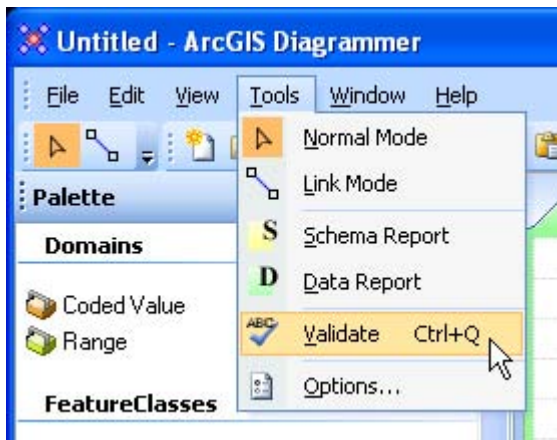 Untitled - ArcGIS Diagrammer
File Edit View Tools Window Help
Palette
Domains
Coded Value
Range
FeatureClasses
Normal Mode
Link Mode
S Schema Report
D Data Report
ABC Validate Ctrl+Q
Options...